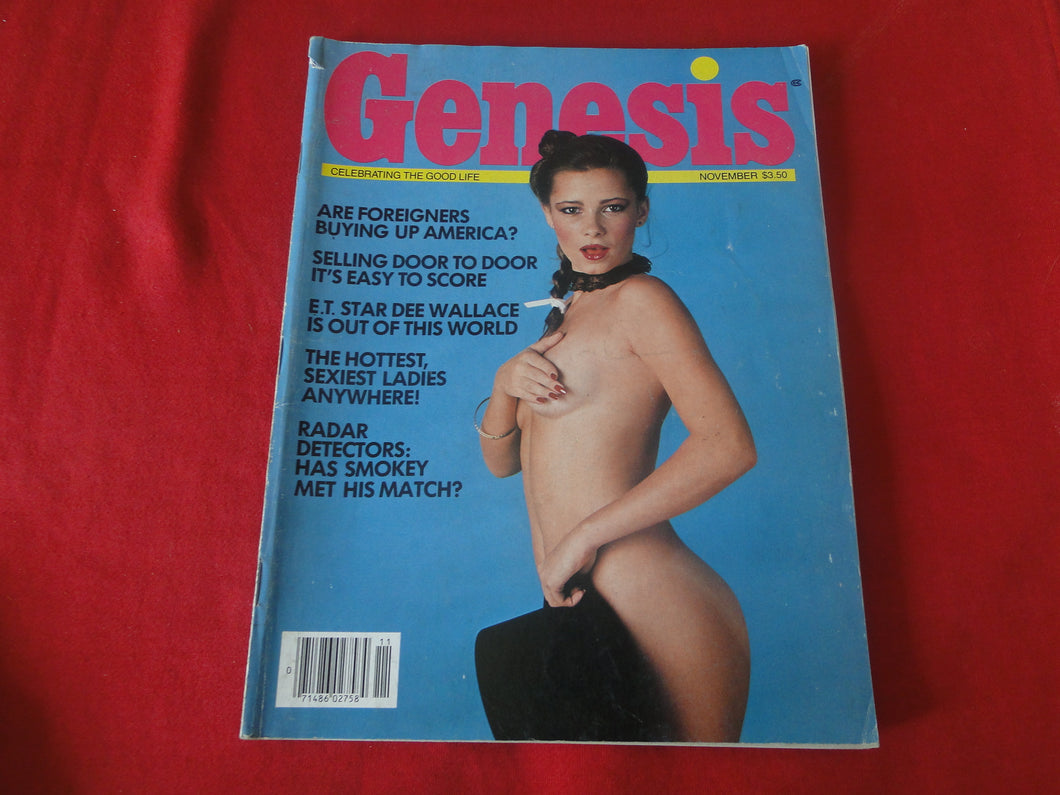 Genesis
CELEBRATING THE GOOD LIFE
NOVEMBER $3.50
ARE FOREIGNERS
BUYING UP AMERICA?
SELLING DOOR TO DOOR
IT'S EASY TO SCORE
E.T. STAR DEE WALLACE
IS OUT OF THIS WORLD
THE HOTTEST,
SEXIEST LADIES
ANYWHERE!
RADAR
DETECTORS:
HAS SMOKEY
MET HIS MATCH?
11
0
71486 02758